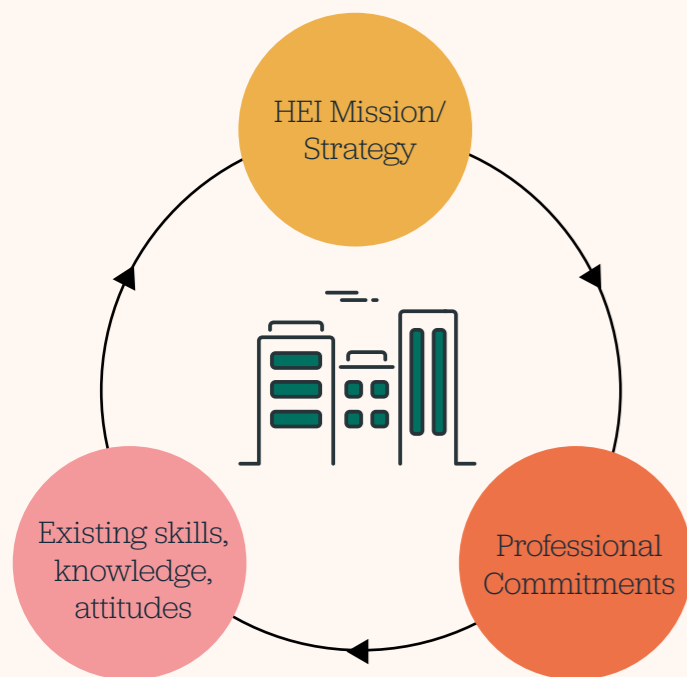 HEI Mission/
Strategy
Professional
Commitments
Existing skills,
knowledge,
attitudes